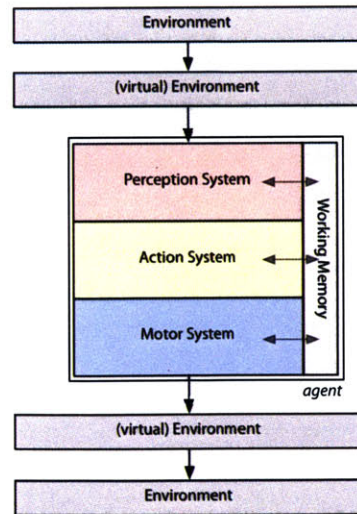 Environment
(virtual) Environment
Perception System
Action System
Motor System
Working Memory
agent
(virtual) Environment
Environment